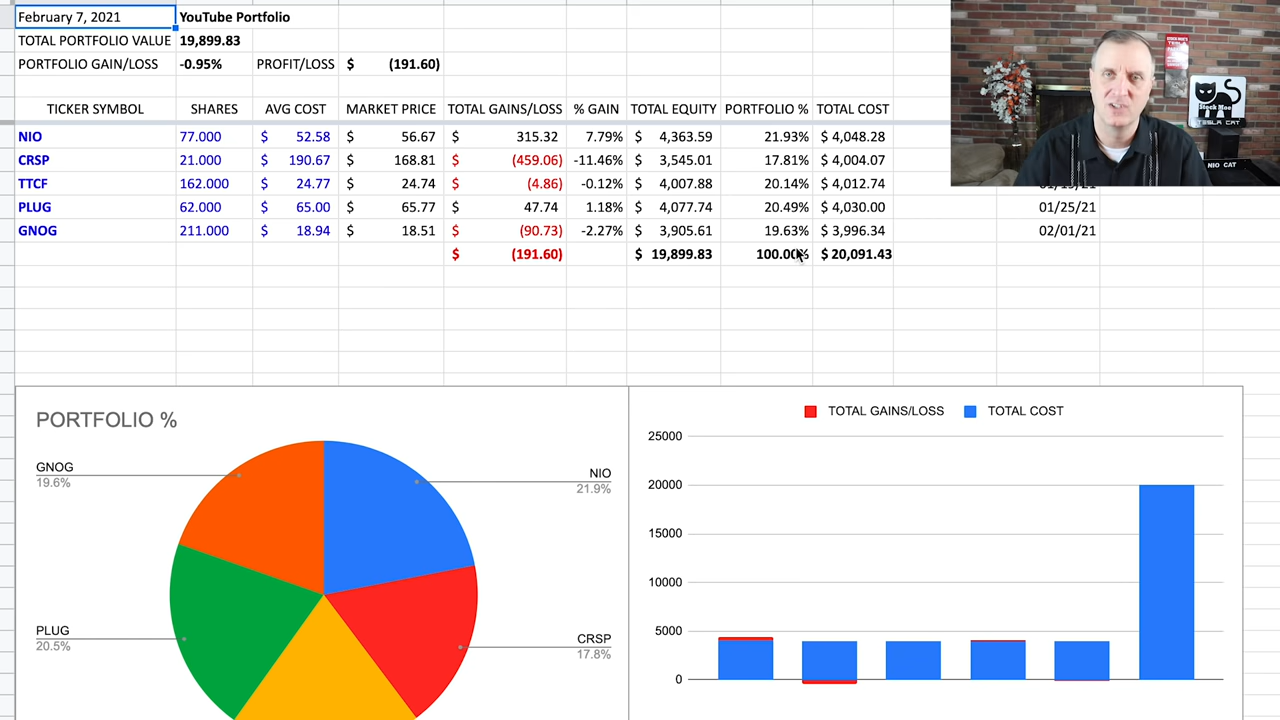 February 7, 2021 YouTube Portfolio
TOTAL PORTFOLIO VALUE 19,899.83
PORTFOLIO GAIN/LOSS -0.95% PROFIT/LOSS $ (191.60)
TICKER SYMBOL SHARES AVG COST MARKET PRICE TOTAL GAINS/LOSS % GAIN TOTAL EQUITY PORTFOLIO % TOTAL COST
NIO 77.000 $ 52.58 $ 56.67 $ 315.32 7.79% $ 4,363.59 21.93% $ 4,048.28
CRSP 21.000 $ 190.67 $ 168.81 $ (459.06) -11.46% $ 3,545.01 17.81% $ 4,004.07
TTCF 162.000 $ 24.77 $ 24.74 $ (4.86) -0.12% $ 4,007.88 20.14% $ 4,012.74
PLUG 62.000 $ 65.00 $ 65.77 $ 47.74 1.18% $ 4,077.74 20.49% $ 4,030.00 01/25/21
GNOG 211.000 $ 18.94 $ 18.51 $ (90.73) -2.27% $ 3,905.61 19.63% $ 3,996.34 02/01/21
$ (191.60) $ 19,899.83 100.00% $ 20,091.43
Stock Moe
TESLA CAT
NIO CAT
PORTFOLIO %
GNOG
19.6%
NIO
21.9%
PLUG
20.5%
CRSP
17.8%
TOTAL GAINS/LOSS TOTAL COST
25000
20000
15000
10000
5000
0